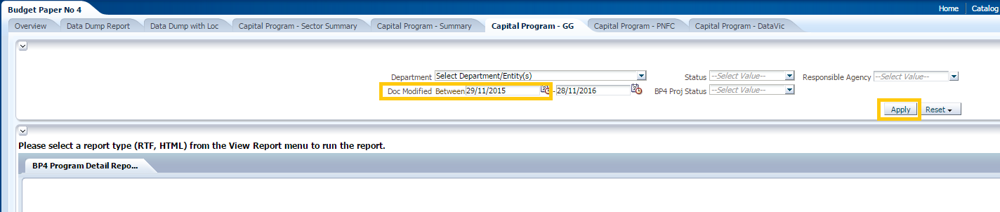 Budget Paper No 4
Home Catalog
Overview Data Dump Report Data Dump with Loc Capital Program - Sector Summary Capital Program - Summary Capital Program - GG Capital Program - PNFC Capital Program - DataVic
Department Select Department/Entity(s) Status --Select Value-- Responsible Agency --Select Value--
Doc Modified Between 29/11/2015 - 28/11/2016 BP4 Proj Status --Select Value--
Apply Reset
Please select a report type (RTF, HTML) from the View Report menu to run the report.
BP4 Program Detail Repo...